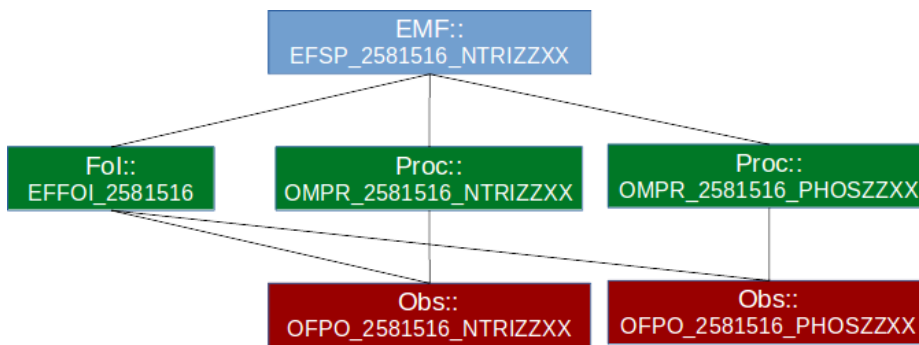 EMF::
EFSP_2581516_NTRIZZXX
FoI::
EFFOI_2581516
Proc::
OMPR_2581516_NTRIZZXX
Proc::
OMPR_2581516_PHOSZZXX
Obs::
OFPO_2581516_NTRIZZXX
Obs::
OFPO_2581516_PHOSZZXX